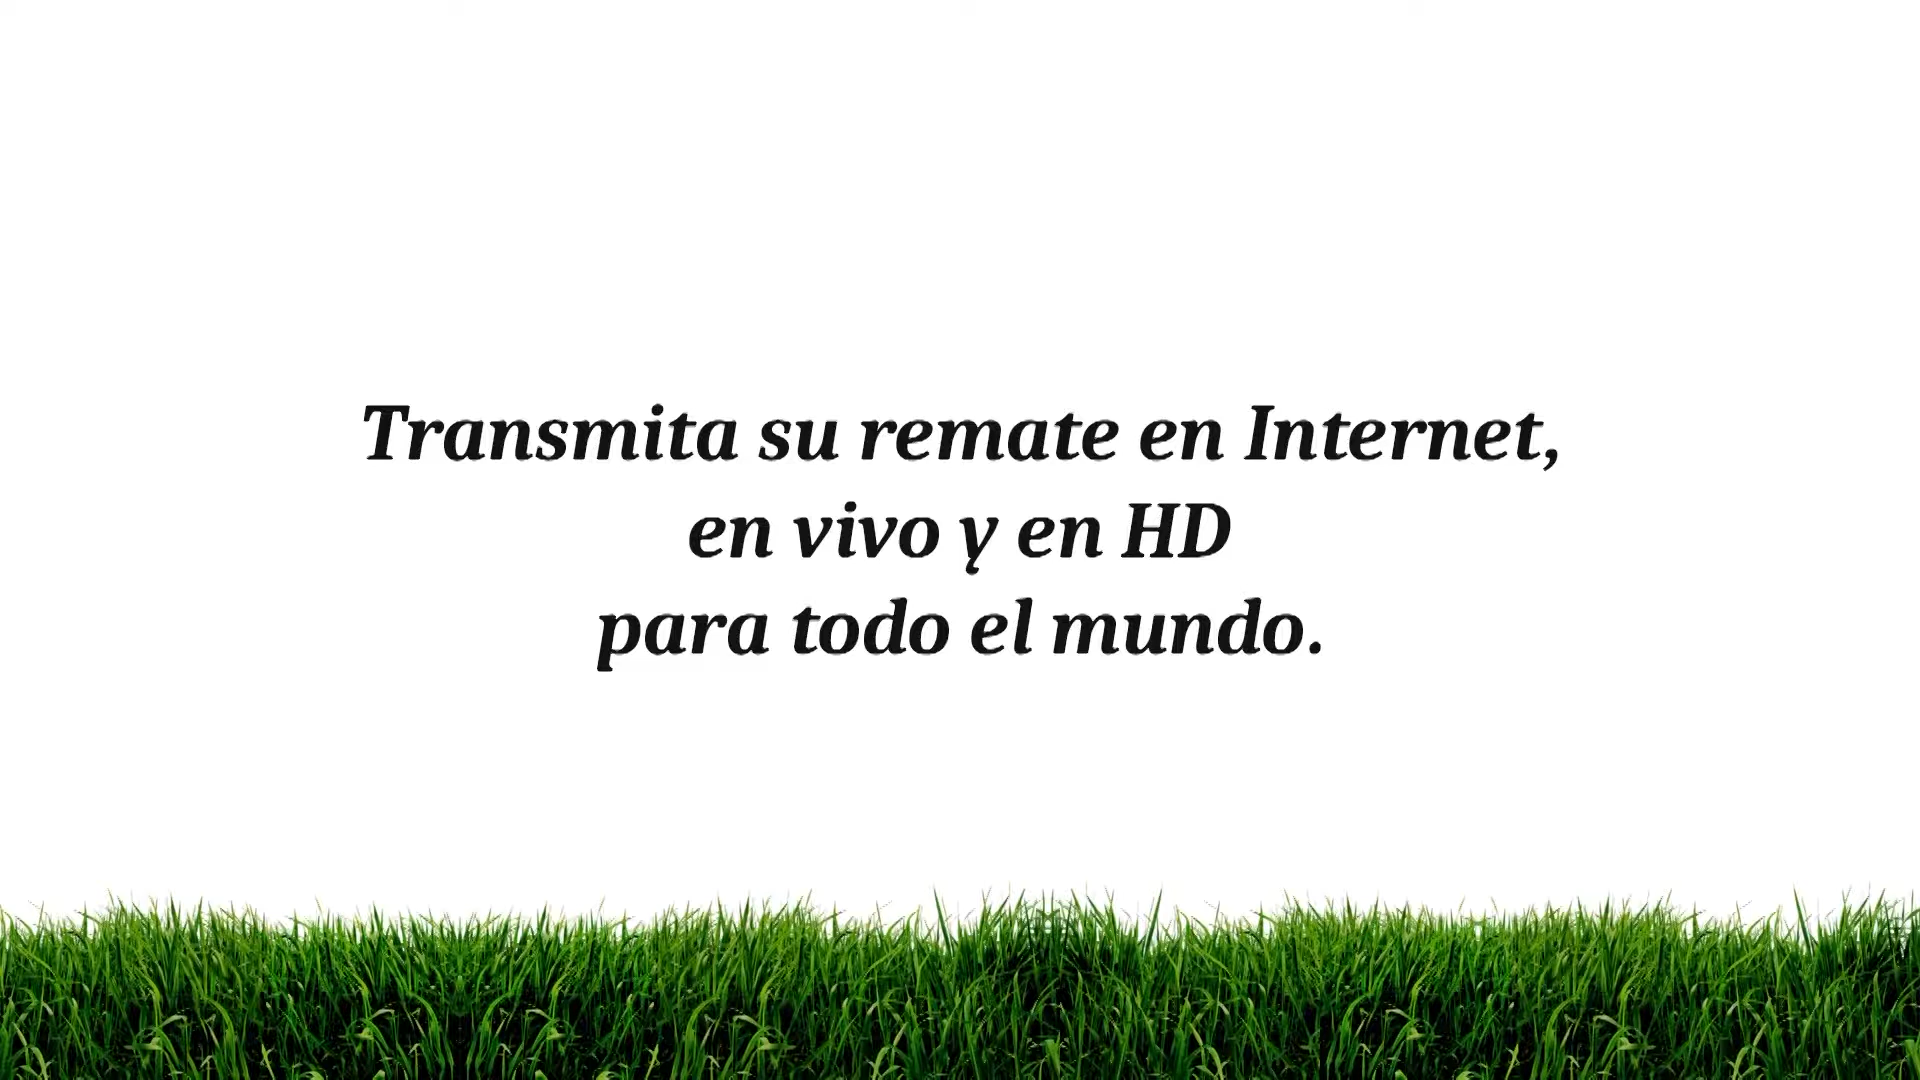 Transmita su remate en Internet,
en vivo y en HD
para todo el mundo.